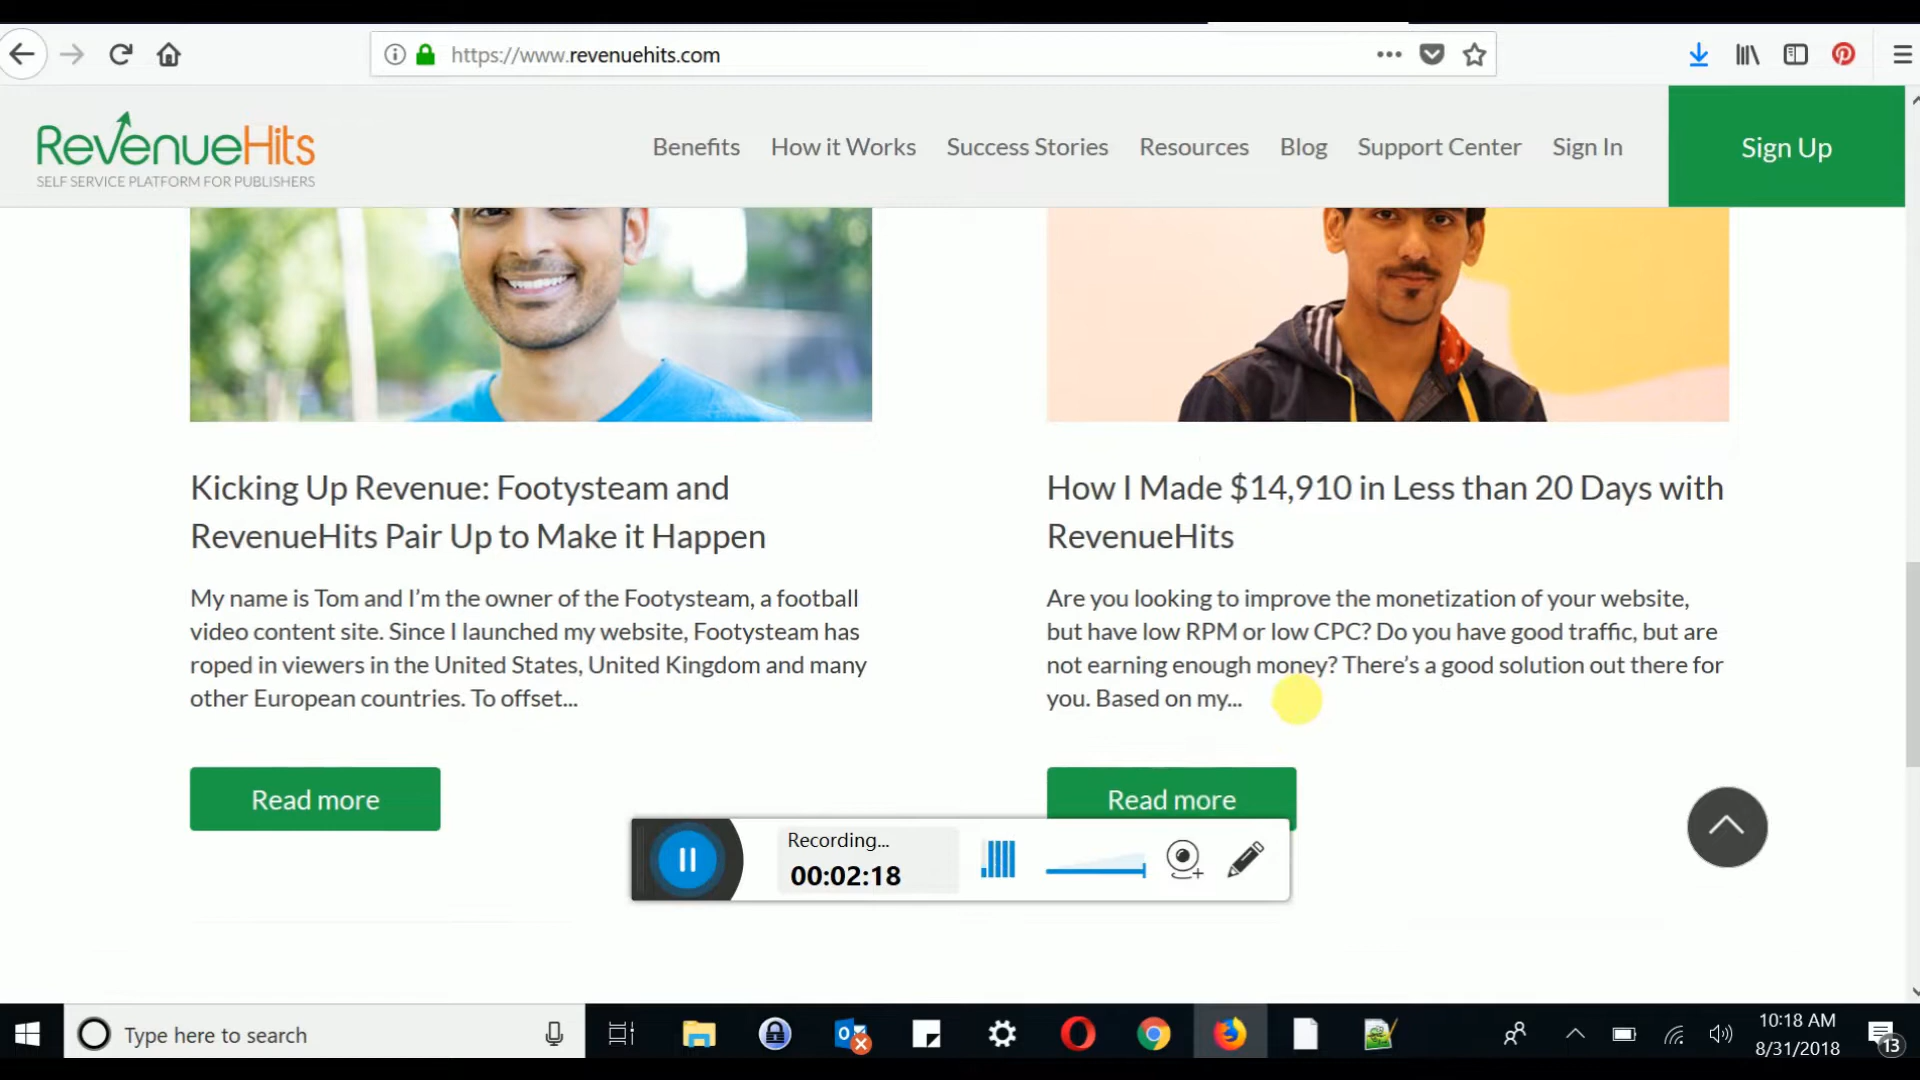 https://www.revenuehits.com
RevenueHits
SELF SERVICE PLATFORM FOR PUBLISHERS
Benefits How it Works Success Stories Resources Blog Support Center Sign In Sign Up
Kicking Up Revenue: Footysteam and
RevenueHits Pair Up to Make it Happen
My name is Tom and I'm the owner of the Footysteam, a football
video content site. Since I launched my website, Footysteam has
roped in viewers in the United States, United Kingdom and many
other European countries. To offset...
Read more
How I Made $14,910 in Less than 20 Days with
RevenueHits
Are you looking to improve the monetization of your website,
but have low RPM or low CPC? Do you have good traffic, but are
not earning enough money? There's a good solution out there for
you. Based on my...
Read more
Recording...
00:02:18
Type here to search
10:18 AM
8/31/2018
13